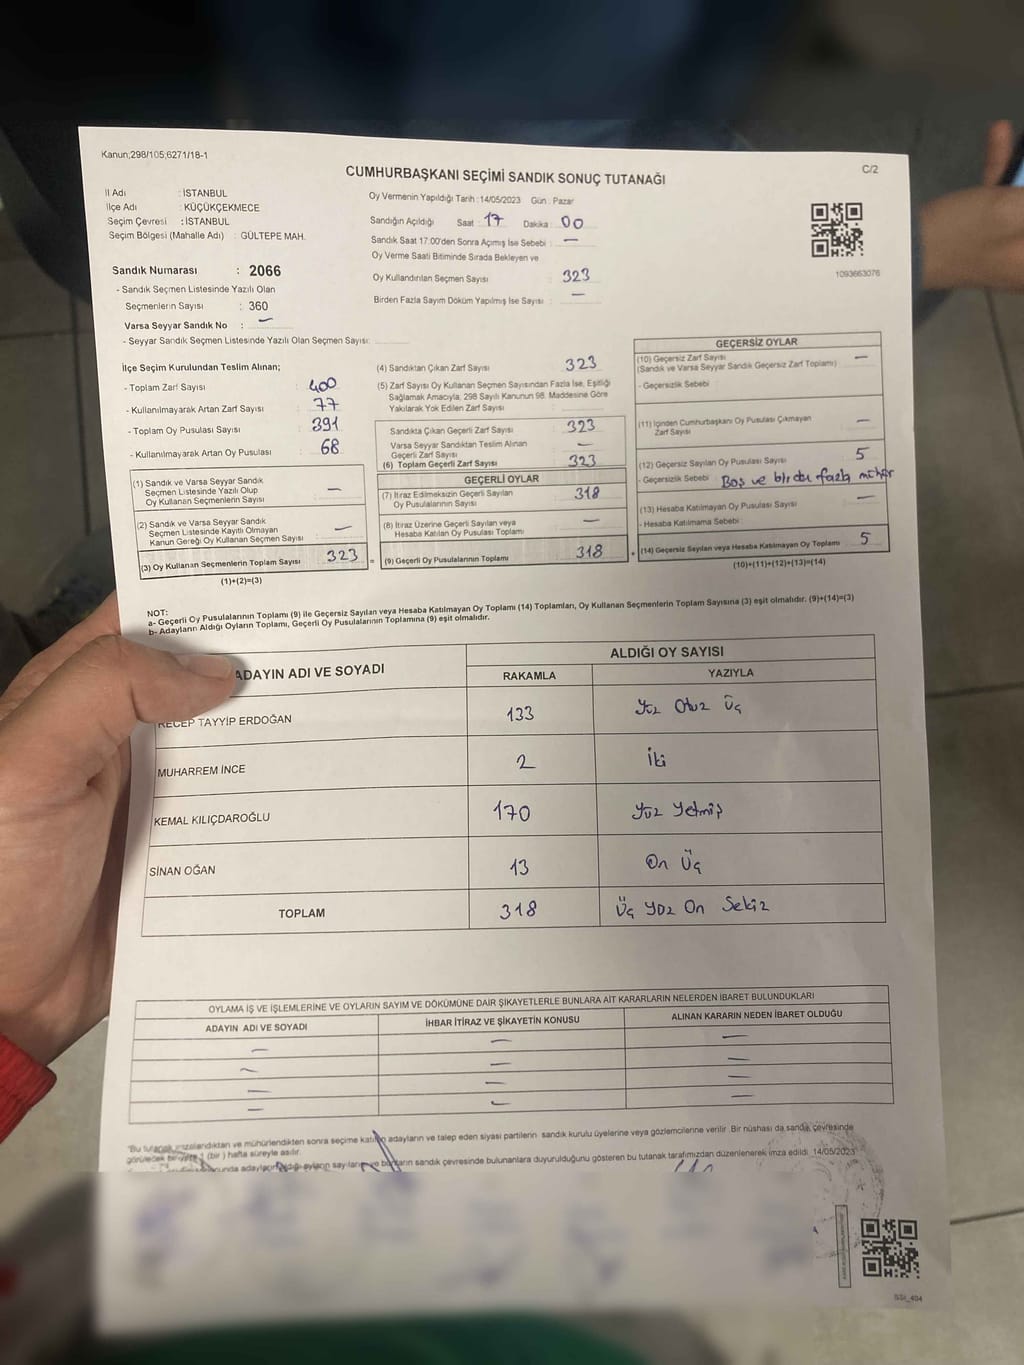 Kanun;298/105;6271/18-1
C/2
CUMHURBAŞKANI SEÇİMİ SANDIK SONUÇ TUTANAĞI
İl Adı : İSTANBUL
İlçe Adı : KÜÇÜKÇEKMECE
Seçim Çevresi : İSTANBUL
Seçim Bölgesi (Mahalle Adı) : GÜLTEPE MAH.
Sandık Numarası : 2066
- Sandık Seçmen Listesinde Yazılı Olan
Seçmenlerin Sayısı : 360
Varsa Seyyar Sandık No : —
- Seyyar Sandık Seçmen Listesinde Yazılı Olan Seçmen Sayısı:
Oy Vermenin Yapıldığı Tarih :14/05/2023 Gün : Pazar
Sandığın Açıldığı Saat : 17 Dakika : 00
Sandık Saat 17:00'den Sonra Açımış İse Sebebi : —
Oy Verme Saati Bitiminde Sırada Bekleyen ve
Oy Kullandırılan Seçmen Sayısı : 323
Birden Fazla Sayım Döküm Yapılmış İse Sayısı : —
1093663076
İlçe Seçim Kurulundan Teslim Alınan;
- Toplam Zarf Sayısı : 400
- Kullanılmayarak Artan Zarf Sayısı : 77
- Toplam Oy Pusulası Sayısı : 391
- Kullanılmayarak Artan Oy Pusulası : 68
(1) Sandık ve Varsa Seyyar Sandık
Seçmen Listesinde Yazılı Olup
Oy Kullanan Seçmenlerin Sayısı : —
(2) Sandık ve Varsa Seyyar Sandık
Seçmen Listesinde Kayıtlı Olmayan
Kanun Gereği Oy Kullanan Seçmen Sayısı : —
(3) Oy Kullanan Seçmenlerin Toplam Sayısı : 323
(1)+(2)=(3)
(4) Sandıktan Çıkan Zarf Sayısı : 323
(5) Zarf Sayısı Oy Kullanan Seçmen Sayısından Fazla İse, Eşitliği
Sağlamak Amacıyla, 298 Sayılı Kanunun 98. Maddesine Göre
Yakılarak Yok Edilen Zarf Sayısı :
Sandıkta Çıkan Geçerli Zarf Sayısı : 323
Varsa Seyyar Sandıktan Teslim Alınan
Geçerli Zarf Sayısı : —
(6) Toplam Geçerli Zarf Sayısı : 323
GEÇERLİ OYLAR
(7) İtiraz Edilmeksizin Geçerli Sayılan
Oy Pusulalarının Sayısı : 318
(8) İtiraz Üzerine Geçerli Sayılan veya
Hesaba Katılan Oy Pusulası Toplamı : —
= (9) Geçerli Oy Pusulalarının Toplamı : 318 +
GEÇERSİZ OYLAR
(10) Geçersiz Zarf Sayısı : —
(Sandık ve Varsa Seyyar Sandık Geçersiz Zarf Toplamı)
- Geçersizlik Sebebi :
(11) İçinden Cumhurbaşkanı Oy Pusulası Çıkmayan
Zarf Sayısı : —
(12) Geçersiz Sayılan Oy Pusulası Sayısı : 5
- Geçersizlik Sebebi : Boş ve birden fazla mühür
(13) Hesaba Katılmayan Oy Pusulası Sayısı : —
- Hesaba Katılmama Sebebi :
(14) Geçersiz Sayılan veya Hesaba Katılmayan Oy Toplamı : 5
(10)+(11)+(12)+(13)=(14)
NOT:
a- Geçerli Oy Pusulalarının Toplamı (9) ile Geçersiz Sayılan veya Hesaba Katılmayan Oy Toplamı (14) Toplamları, Oy Kullanan Seçmenlerin Toplam Sayısına (3) eşit olmalıdır. (9)+(14)=(3)
b- Adayların Aldığı Oyların Toplamı, Geçerli Oy Pusulalarının Toplamına (9) eşit olmalıdır.
ADAYIN ADI VE SOYADI ALDIĞI OY SAYISI
RAKAMLA YAZIYLA
RECEP TAYYİP ERDOĞAN 133 Yüz Otuz Üç
MUHARREM İNCE 2 İki
KEMAL KILIÇDAROĞLU 170 Yüz Yetmiş
SİNAN OĞAN 13 On Üç
TOPLAM 318 Üç Yüz On Sekiz
OYLAMA İŞ VE İŞLEMLERİNE VE OYLARIN SAYIM VE DÖKÜMÜNE DAİR ŞİKAYETLERLE BUNLARA AİT KARARLARIN NELERDEN İBARET BULUNDUKLARI
ADAYIN ADI VE SOYADI İHBAR İTİRAZ VE ŞİKAYETİN KONUSU ALINAN KARARIN NEDEN İBARET OLDUĞU
— — —
— — —
— — —
— — —
"Bu tutanak imzalandıktan ve mühürlendikten sonra seçime katılan adayların ve talep eden siyasi partilerin sandık kurulu üyelerine veya gözlemcilerine verilir .Bir nüshası da sandık çevresinde
görülecek bir yere 1 (bir ) hafta süreyle asılır.
adayların aldığı oyların sayıları ve bunların sandık çevresinde bulunanlara duyurulduğunu gösteren bu tutanak tarafımızdan düzenlenerek imza edildi. 14/05/2023